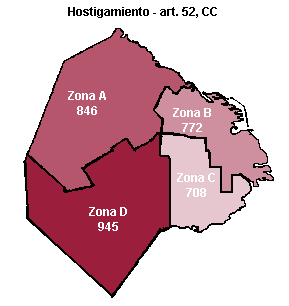 Hostigamiento - art. 52, CC
Zona A
846
Zona B
772
Zona C
708
Zona D
945